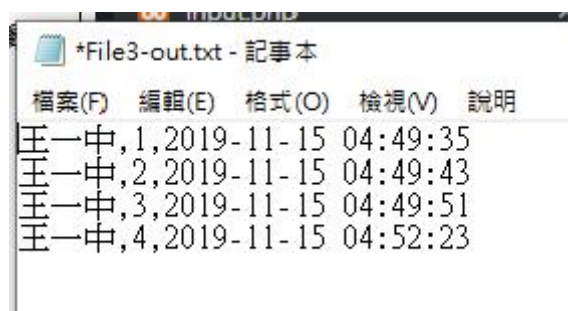 input.php
*File3-out.txt - 記事本
檔案(F) 編輯(E) 格式(O) 檢視(V) 說明
王一中,1,2019-11-15 04:49:35
王一中,2,2019-11-15 04:49:43
王一中,3,2019-11-15 04:49:51
王一中,4,2019-11-15 04:52:23